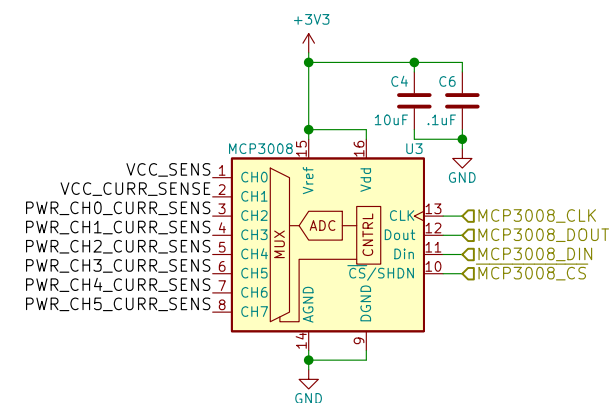 +3V3
C4 C6
10uF .1uF
GND
MCP3008 15 16 U3
Vref Vdd
VCC_SENS 1 CH0
VCC_CURR_SENSE 2 CH1
PWR_CH0_CURR_SENS 3 CH2 CLK 13 MCP3008_CLK
PWR_CH1_CURR_SENS 4 CH3 MUX ADC CNTRL Dout 12 MCP3008_DOUT
PWR_CH2_CURR_SENS 5 CH4 Din 11 MCP3008_DIN
PWR_CH3_CURR_SENS 6 CH5 CS/SHDN 10 MCP3008_CS
PWR_CH4_CURR_SENS 7 CH6
PWR_CH5_CURR_SENS 8 CH7
AGND DGND
14 9
GND